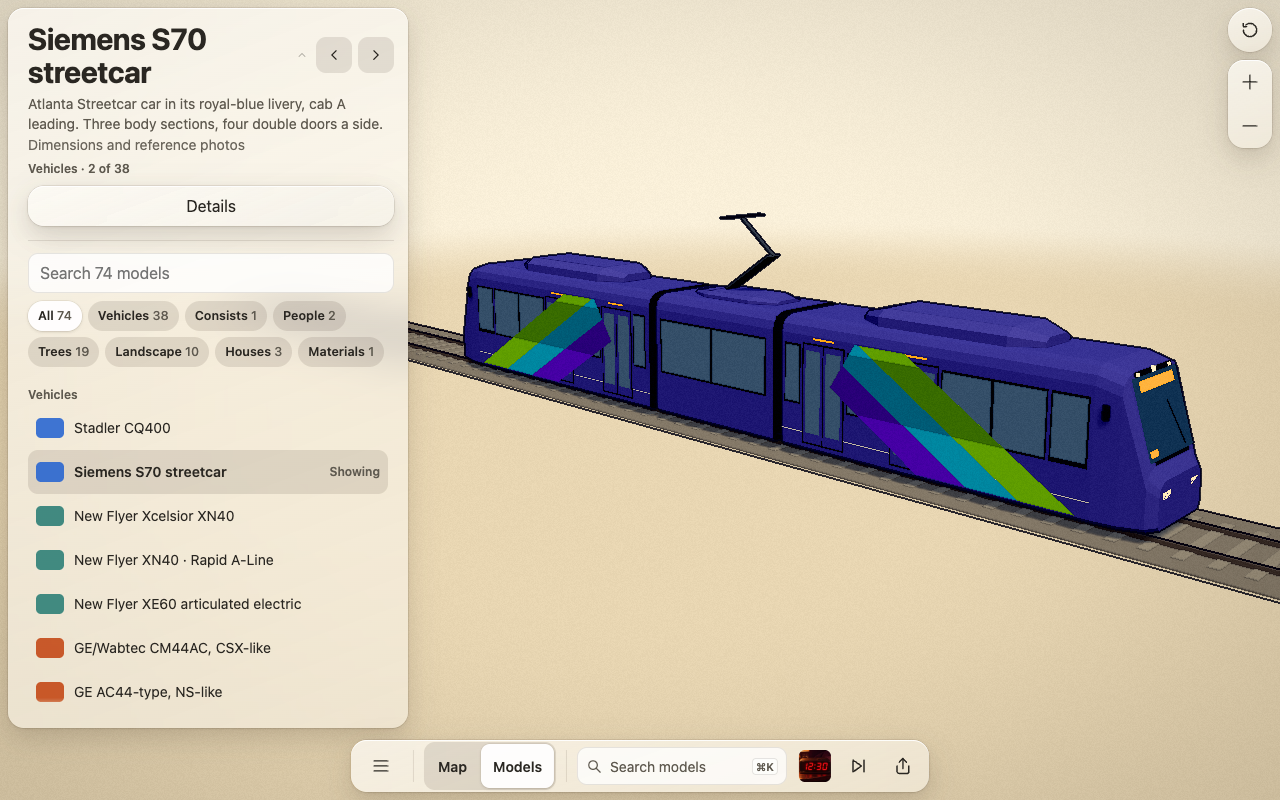 Siemens S70
streetcar
Atlanta Streetcar car in its royal-blue livery, cab A
leading. Three body sections, four double doors a side.
Dimensions and reference photos
Vehicles · 2 of 38
Details
Search 74 models
All 74
Vehicles 38
Consists 1
People 2
Trees 19
Landscape 10
Houses 3
Materials 1
Vehicles
Stadler CQ400
Siemens S70 streetcar
Showing
New Flyer Xcelsior XN40
New Flyer XN40 · Rapid A-Line
New Flyer XE60 articulated electric
GE/Wabtec CM44AC, CSX-like
GE AC44-type, NS-like
Map
Models
Search models
⌘K
12:30